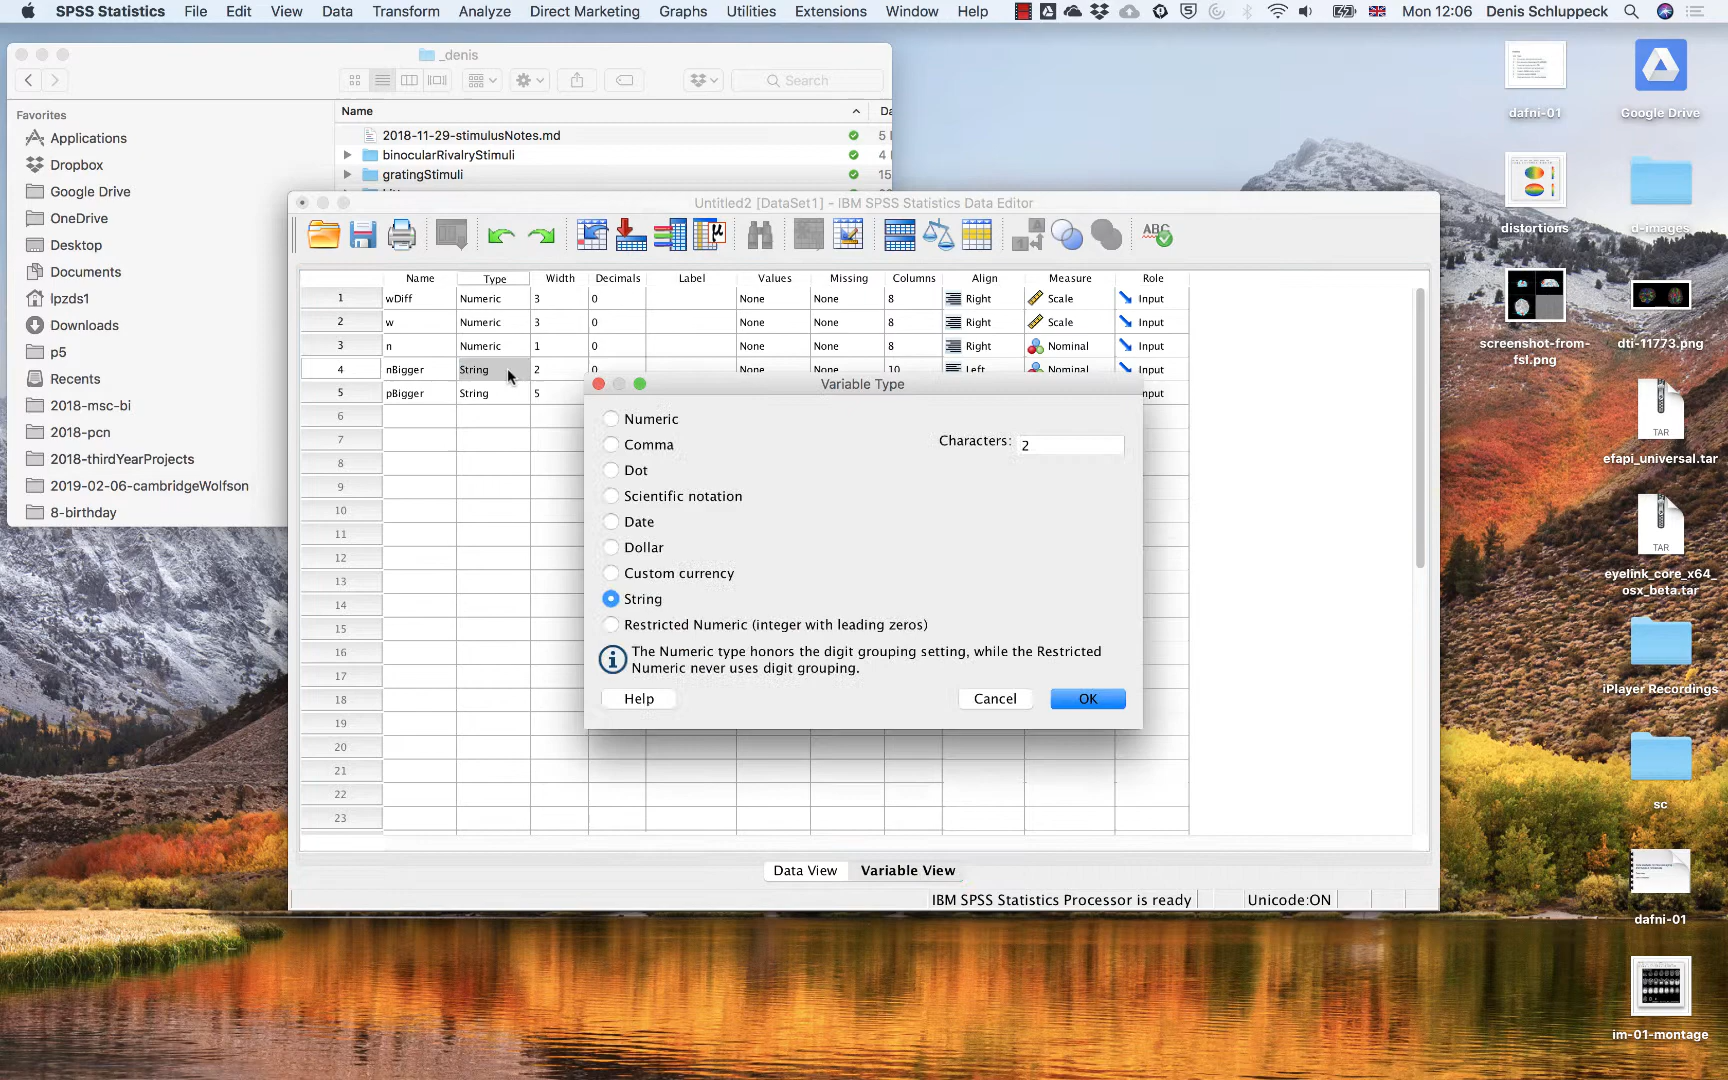 SPSS Statistics File Edit View Data Transform Analyze Direct Marketing Graphs Utilities Extensions Window Help Mon 12:06 Denis Schluppeck
_denis
Search
Favorites
Applications
Dropbox
Google Drive
OneDrive
Desktop
Documents
lpzds1
Downloads
p5
Recents
2018-msc-bi
2018-pcn
2018-thirdYearProjects
2019-02-06-cambridgeWolfson
8-birthday
Name
2018-11-29-stimulusNotes.md 5
binocularRivalryStimuli 4
gratingStimuli 15
Untitled2 [DataSet1] - IBM SPSS Statistics Data Editor
Name Type Width Decimals Label Values Missing Columns Align Measure Role
1 wDiff Numeric 3 0 None None 8 Right Scale Input
2 w Numeric 3 0 None None 8 Right Scale Input
3 n Numeric 1 0 None None 8 Right Nominal Input
4 nBigger String 2 0 None None 10 Left Nominal Input
5 pBigger String 5
6
7
8
9
10
11
12
13
14
15
16
17
18
19
20
21
22
23
Variable Type
Numeric
Comma
Dot
Scientific notation
Date
Dollar
Custom currency
String
Restricted Numeric (integer with leading zeros)
Characters: 2
The Numeric type honors the digit grouping setting, while the Restricted
Numeric never uses digit grouping.
Help Cancel OK
Data View Variable View
IBM SPSS Statistics Processor is ready Unicode:ON
dafni-01
Google Drive
distortions
d-images
screenshot-from-
fsl.png
dti-11773.png
TAR
efapi_universal.tar
TAR
eyelink_core_x64_
osx_beta.tar
iPlayer Recordings
sc
dafni-01
im-01-montage